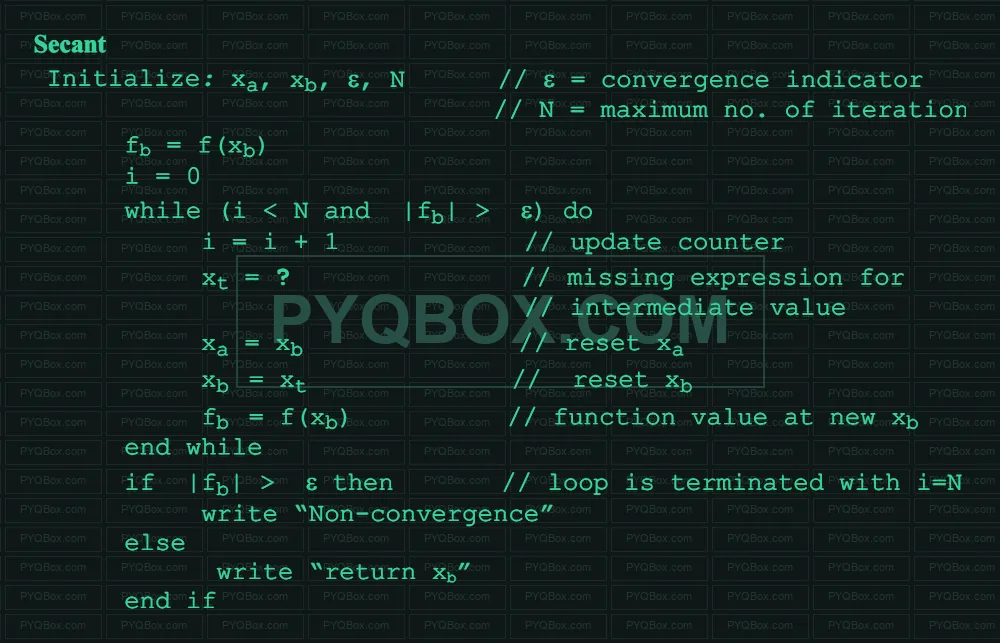 Secant
Initialize: xa, xb, ε, N // ε = convergence indicator
// N = maximum no. of iteration
fb = f(xb)
i = 0
while (i < N and |fb| > ε) do
i = i + 1 // update counter
xt = ? // missing expression for
// intermediate value
xa = xb // reset xa
xb = xt // reset xb
fb = f(xb) // function value at new xb
end while
if |fb| > ε then // loop is terminated with i=N
write “Non-convergence”
else
write “return xb”
end if
PYQBOX.COM